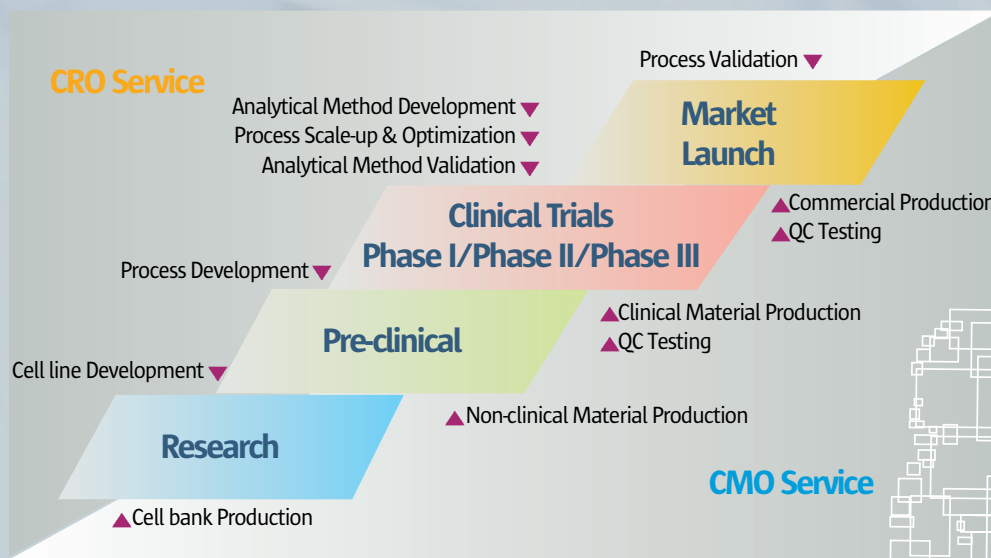 Process Validation ▼
CRO Service
Analytical Method Development ▼
Process Scale-up & Optimization ▼
Analytical Method Validation ▼
Market
Launch
▲Commercial Production
▲QC Testing
Clinical Trials
Phase I/Phase II/Phase III
Process Development ▼
▲Clinical Material Production
▲QC Testing
Pre-clinical
Cell line Development ▼
▲Non-clinical Material Production
Research
CMO Service
▲Cell bank Production